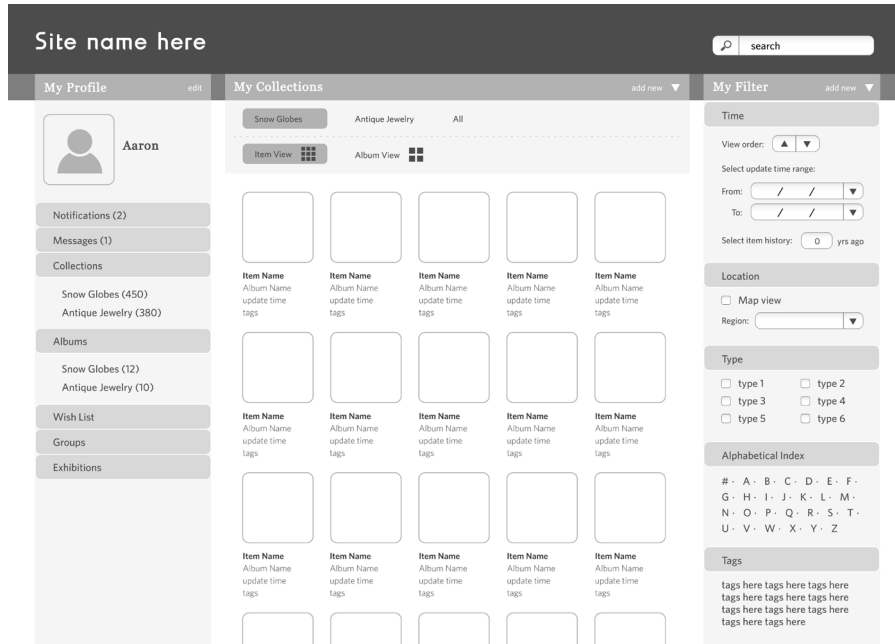 Site name here
search
My Profile edit
Aaron
Notifications (2)
Messages (1)
Collections
Snow Globes (450)
Antique Jewelry (380)
Albums
Snow Globes (12)
Antique Jewelry (10)
Wish List
Groups
Exhibitions
My Collections add new
Snow Globes Antique Jewelry All
Item View Album View
Item Name Item Name Item Name Item Name Item Name
Album Name Album Name Album Name Album Name Album Name
update time update time update time update time update time
tags tags tags tags tags
Item Name Item Name Item Name Item Name Item Name
Album Name Album Name Album Name Album Name Album Name
update time update time update time update time update time
tags tags tags tags tags
Item Name Item Name Item Name Item Name Item Name
Album Name Album Name Album Name Album Name Album Name
update time update time update time update time update time
tags tags tags tags tags
My Filter add new
Time
View order:
Select update time range:
From: / /
To: / /
Select item history: 0 yrs ago
Location
Map view
Region:
Type
type 1 type 2
type 3 type 4
type 5 type 6
Alphabetical Index
# · A · B · C · D · E · F ·
G · H · I · J · K · L · M ·
N · O · P · Q · R · S · T ·
U · V · W · X · Y · Z
Tags
tags here tags here tags here
tags here tags here tags here
tags here tags here tags here
tags here tags here